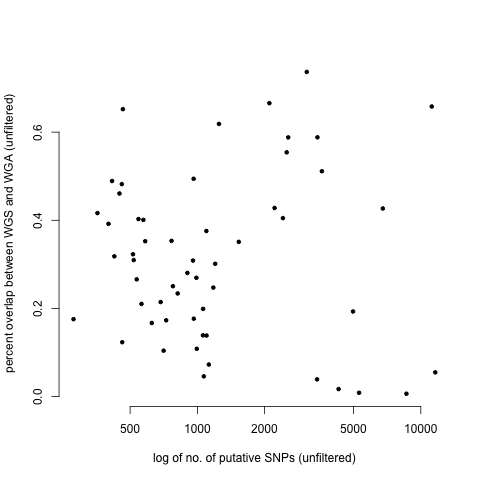 percent overlap between WGS and WGA (unfiltered)
0.6
0.4
0.2
0.0
500 1000 2000 5000 10000
log of no. of putative SNPs (unfiltered)